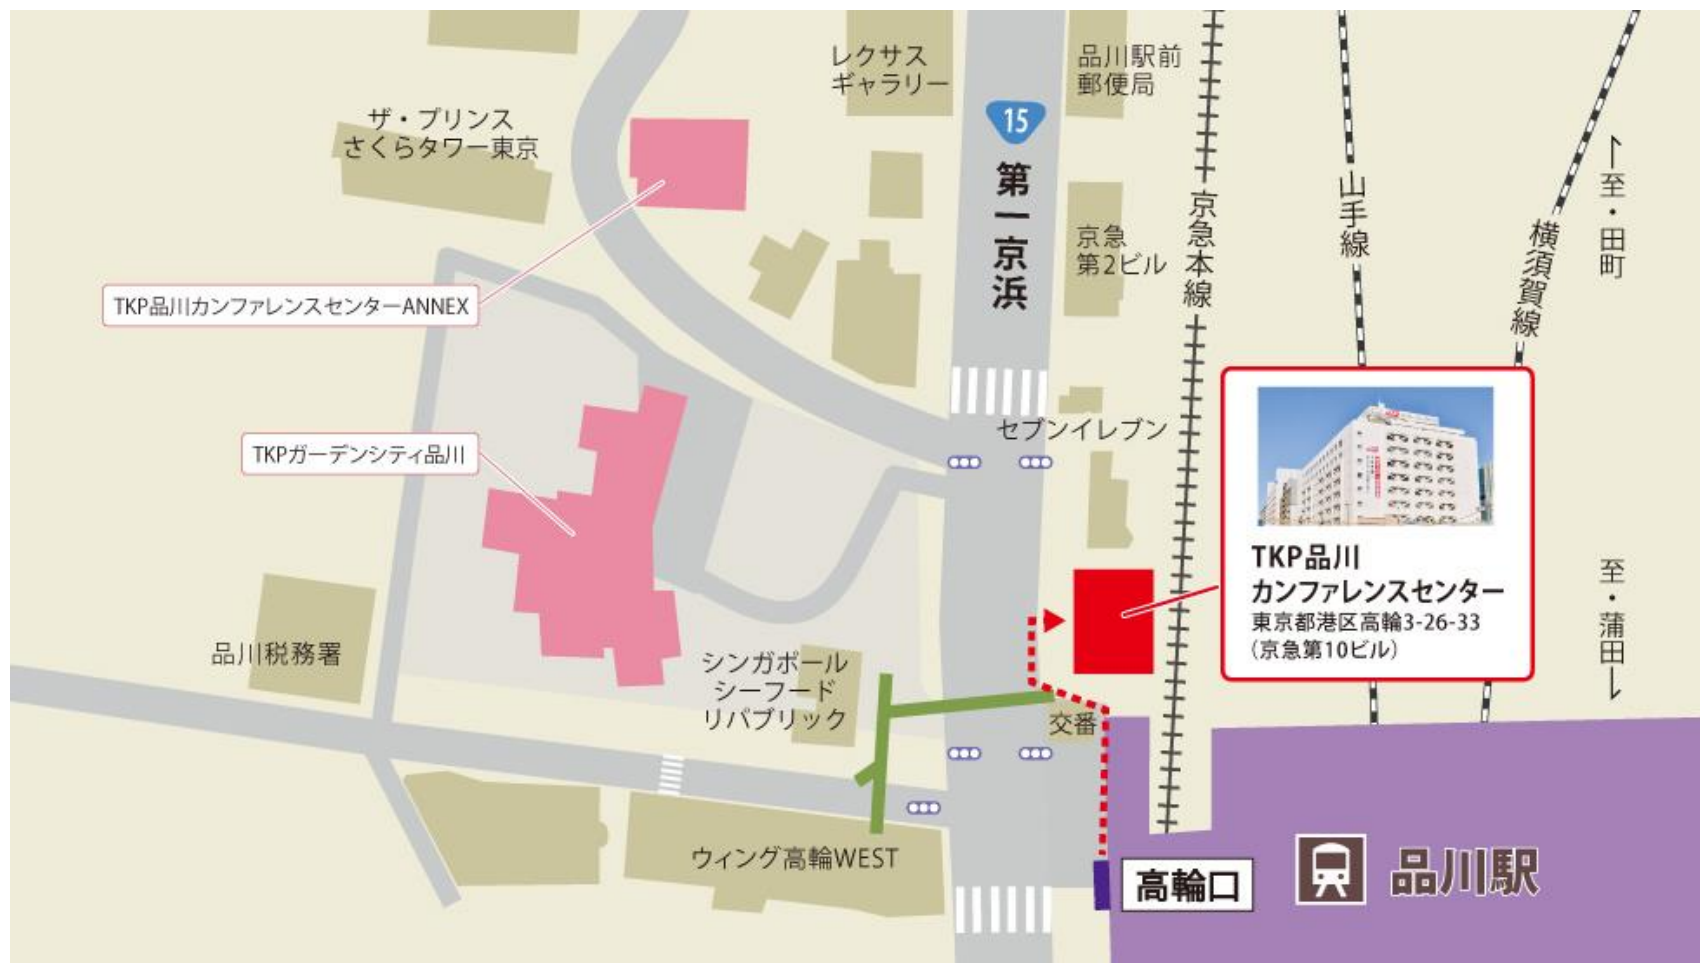 レクサス
ギャラリー
品川駅前
郵便局
15
第一京浜
ザ・プリンス
さくらタワー東京
京急本線
山手線
横須賀線
至・田町
京急
第2ビル
TKP品川カンファレンスセンターANNEX
セブンイレブン
TKPガーデンシティ品川
TKP品川
カンファレンスセンター
東京都港区高輪3-26-33
(京急第10ビル)
至・蒲田
品川税務署
シンガポール
シーフード
リパブリック
交番
ウィング高輪WEST
高輪口
品川駅